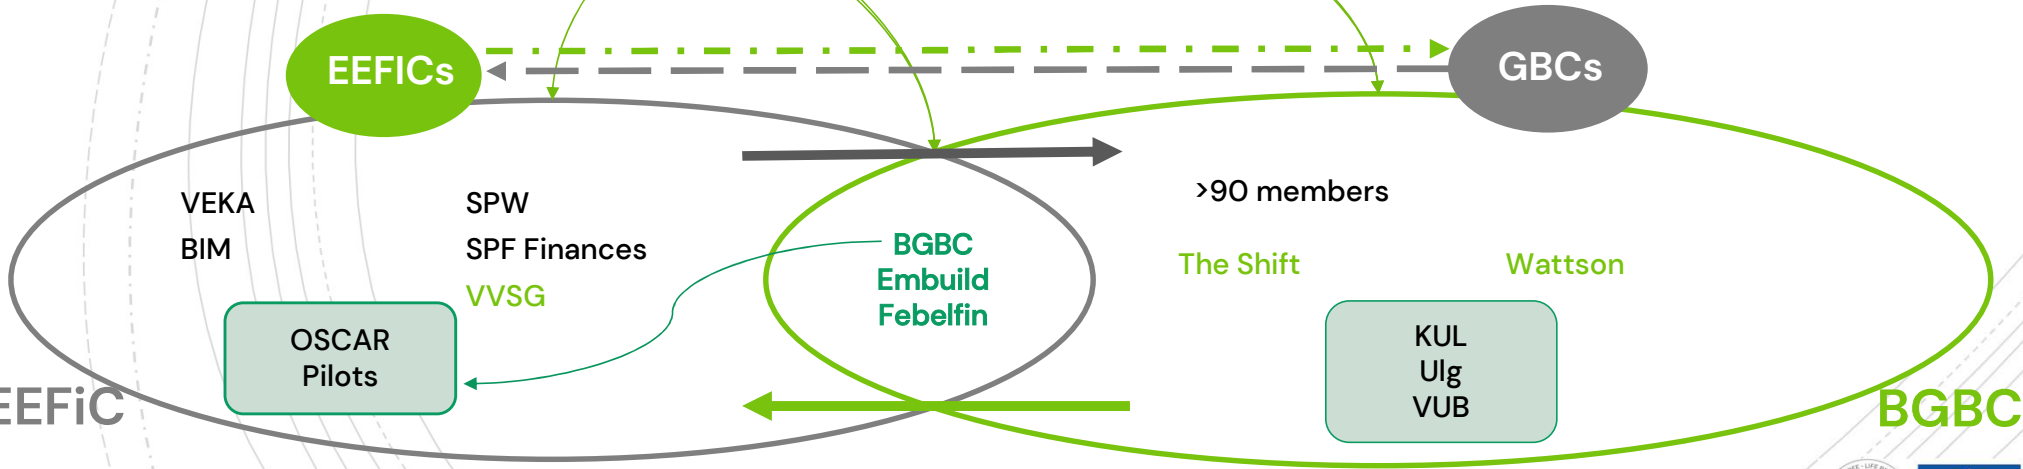 EEFICs
GBCs
VEKA
BIM
SPW
SPF Finances
VVSG
OSCAR
Pilots
BGBC
Embuild
Febelfin
>90 members
The Shift
Wattson
KUL
Ulg
VUB
EEFiC
BGBC